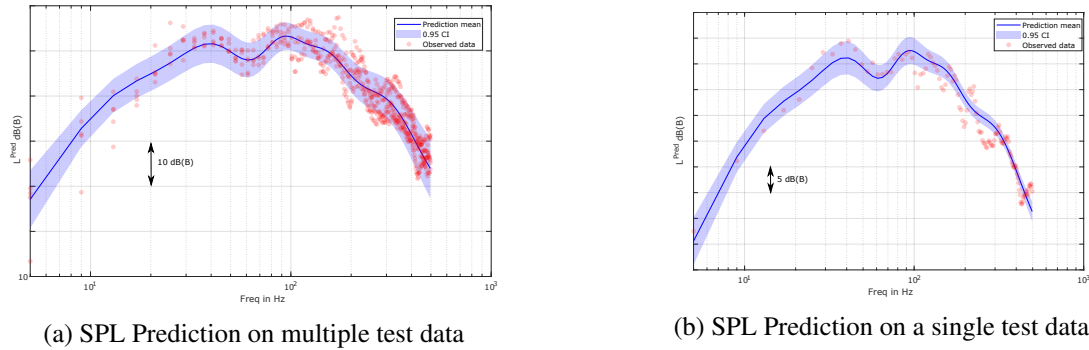 Prediction mean
0.95 CI
Observed data
L^Pred dB(B)
10 dB(B)
10
10^1
10^2
10^3
Freq in Hz
(a) SPL Prediction on multiple test data
Prediction mean
0.95 CI
Observed data
L^Pred dB(B)
5 dB(B)
10^1
10^2
10^3
Freq in Hz
(b) SPL Prediction on a single test data